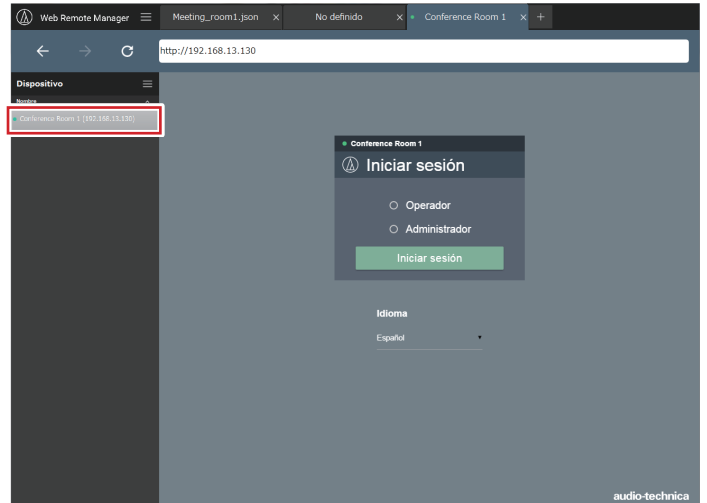 Web Remote Manager
Meeting_room1.json
No definido
Conference Room 1
http://192.168.13.130
Dispositivo
Nombre
Conference Room 1 (192.168.13.130)
Conference Room 1
Iniciar sesión
Operador
Administrador
Iniciar sesión
Idioma
Español
audio-technica